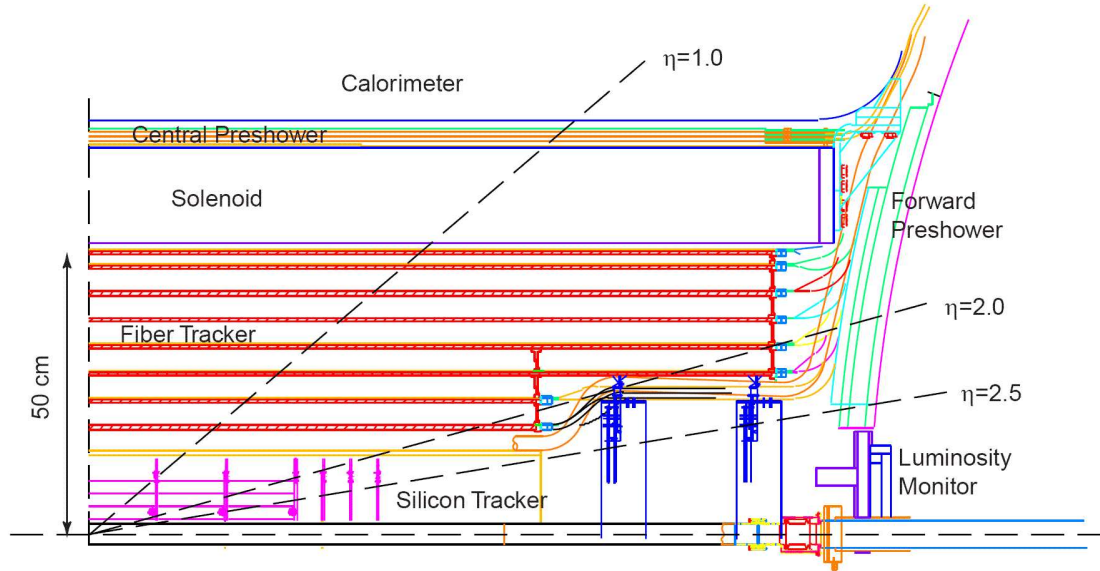 η=1.0
Calorimeter
Central Preshower
Solenoid
Forward
Preshower
η=2.0
Fiber Tracker
50 cm
η=2.5
Luminosity
Monitor
Silicon Tracker